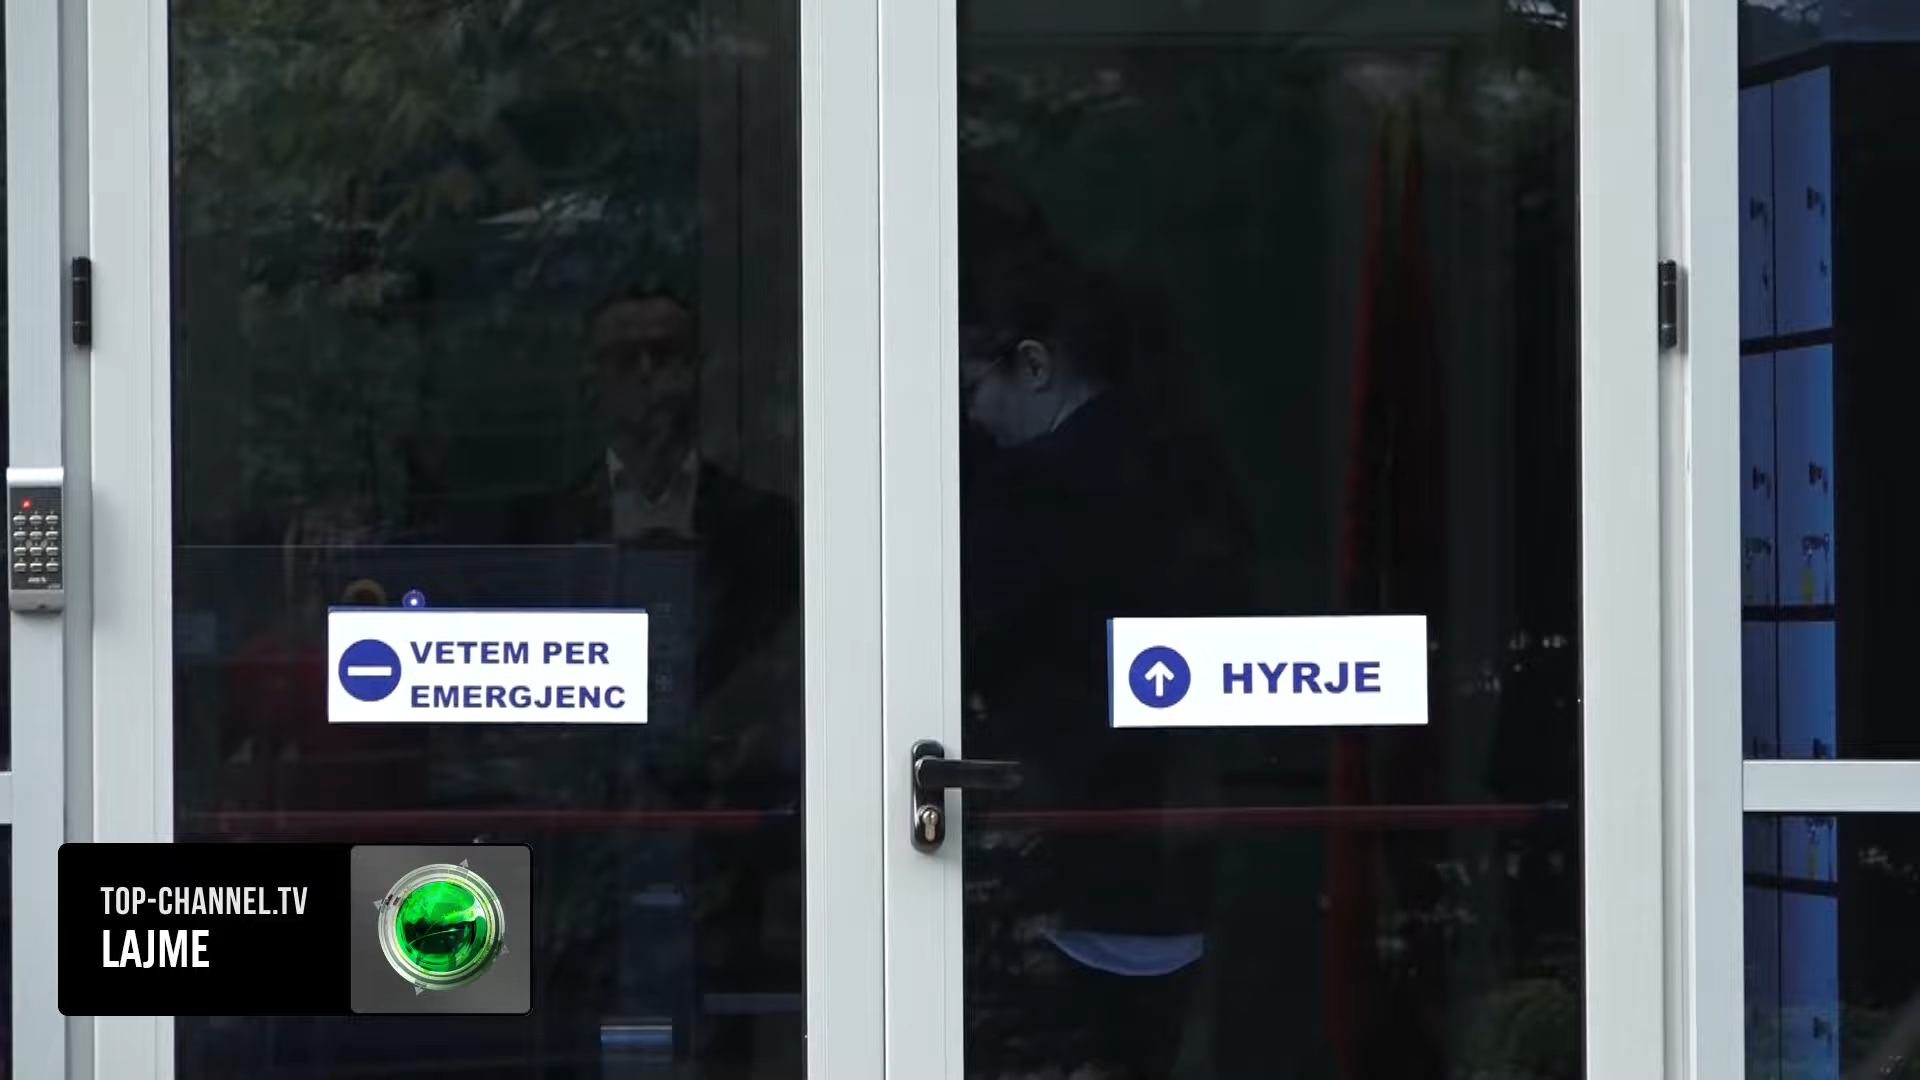 VETEM PER
EMERGJENC
HYRJE
TOP-CHANNEL.TV
LAJME